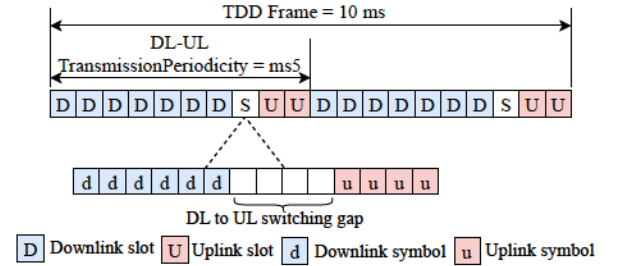 TDD Frame = 10 ms
DL-UL
TransmissionPeriodicity = ms5
D D D D D D D S U U D D D D D D D S U U
d d d d d d u u u u
DL to UL switching gap
D Downlink slot U Uplink slot d Downlink symbol u Uplink symbol